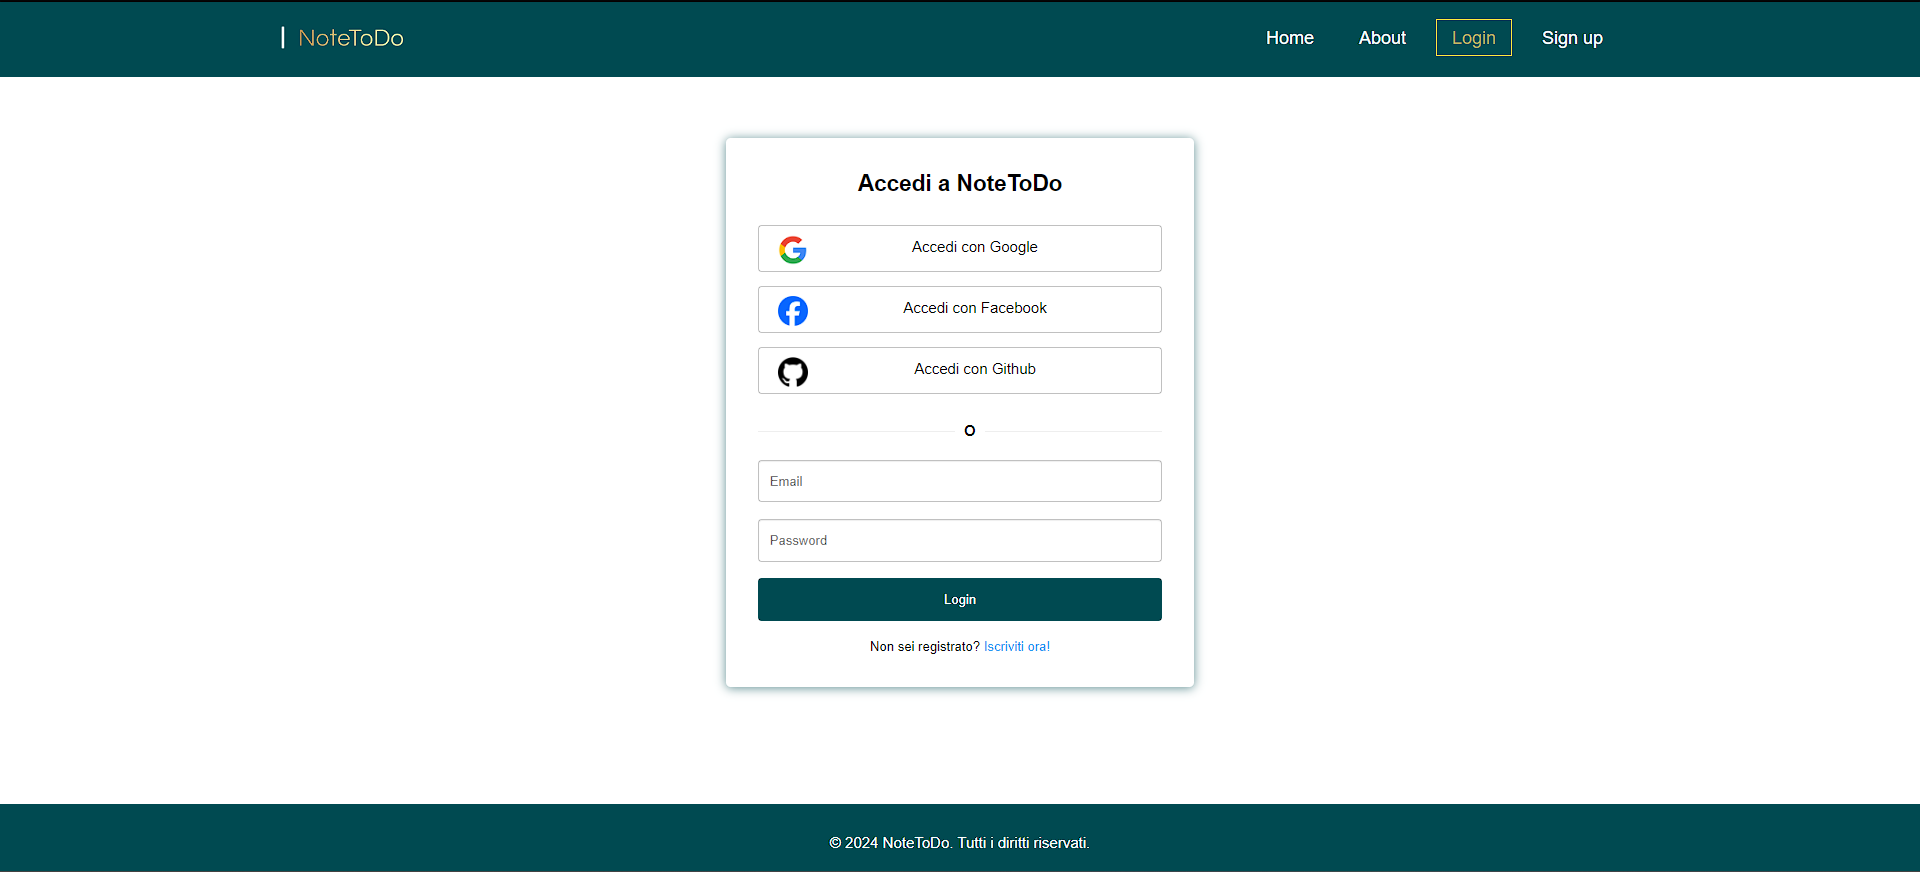 | NoteToDo
Home About Login Sign up
Accedi a NoteToDo
Accedi con Google
Accedi con Facebook
Accedi con Github
O
Email
Password
Login
Non sei registrato? Iscriviti ora!
© 2024 NoteToDo. Tutti i diritti riservati.